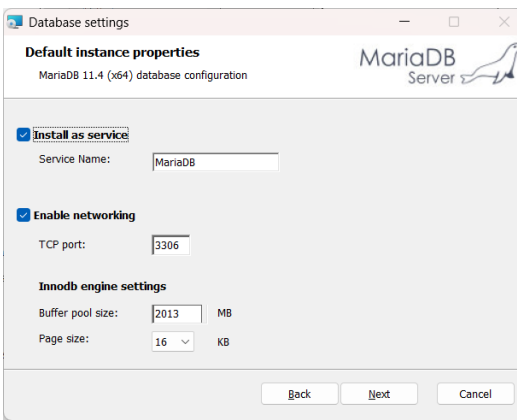 Database settings
Default instance properties
MariaDB 11.4 (x64) database configuration
MariaDB
Server
Install as service
Service Name: MariaDB
Enable networking
TCP port: 3306
Innodb engine settings
Buffer pool size: 2013 MB
Page size: 16 KB
Back Next Cancel